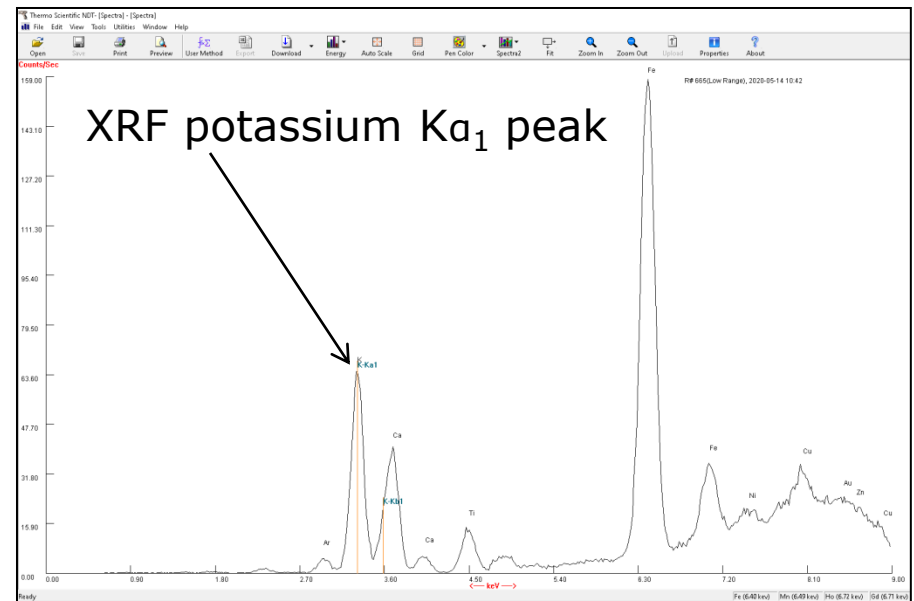 Thermo Scientific NDT- [Spectra] - [Spectra]
File Edit View Tools Utilities Window Help
Open Save Print Preview User Method Export Download Energy Auto Scale Grid Pen Color Spectra2 Fit Zoom In Zoom Out Upload Properties About
Counts/Sec
159.00
143.10
127.20
111.30
95.40
79.50
63.60
47.70
31.80
15.90
0.00
XRF potassium Kα₁ peak
R# 665(Low Range), 2020-05-14 10:42
Fe
K
K-Ka1
Ca
K-Kb1
Ar
Ca
Ti
Fe
Ni
Cu
Au
Zn
Cu
0.00 0.90 1.80 2.70 3.60 4.50 5.40 6.30 7.20 8.10 9.00
<--- keV --->
Ready
Fe (6.40 kev) Mn (6.49 kev) Ho (6.72 kev) Gd (6.71 kev)